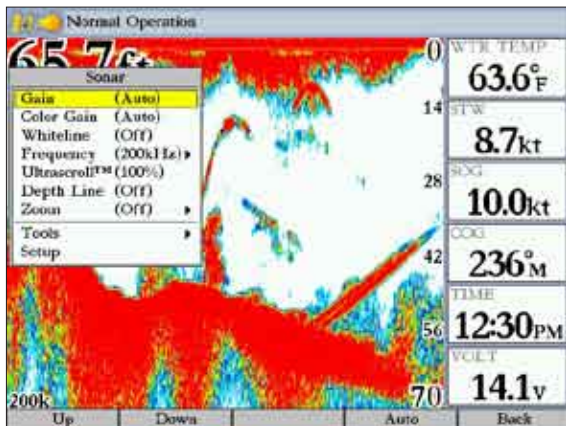 Normal Operation
65.7ft
Sonar
Gain (Auto)
Color Gain (Auto)
Whiteline (Off)
Frequency (200kHz)
Ultrascroll™ (100%)
Depth Line (Off)
Zoom (Off)
Tools
Setup
0
14
28
42
56
70
200k
WTR TEMP
63.6°F
STW
8.7kt
SOG
10.0kt
COG
236°M
TIME
12:30PM
VOLT
14.1v
Up Down Auto Back